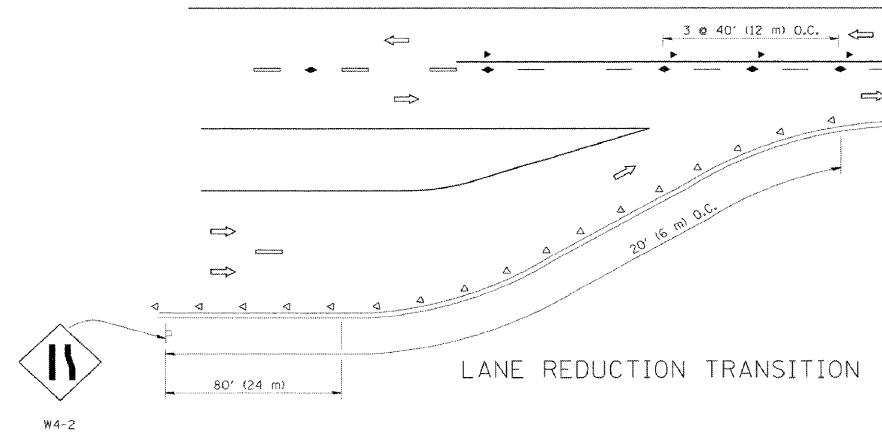 3 @ 40' (12 m) O.C.
20' (6 m) O.C.
80' (24 m)
LANE REDUCTION TRANSITION
W4-2